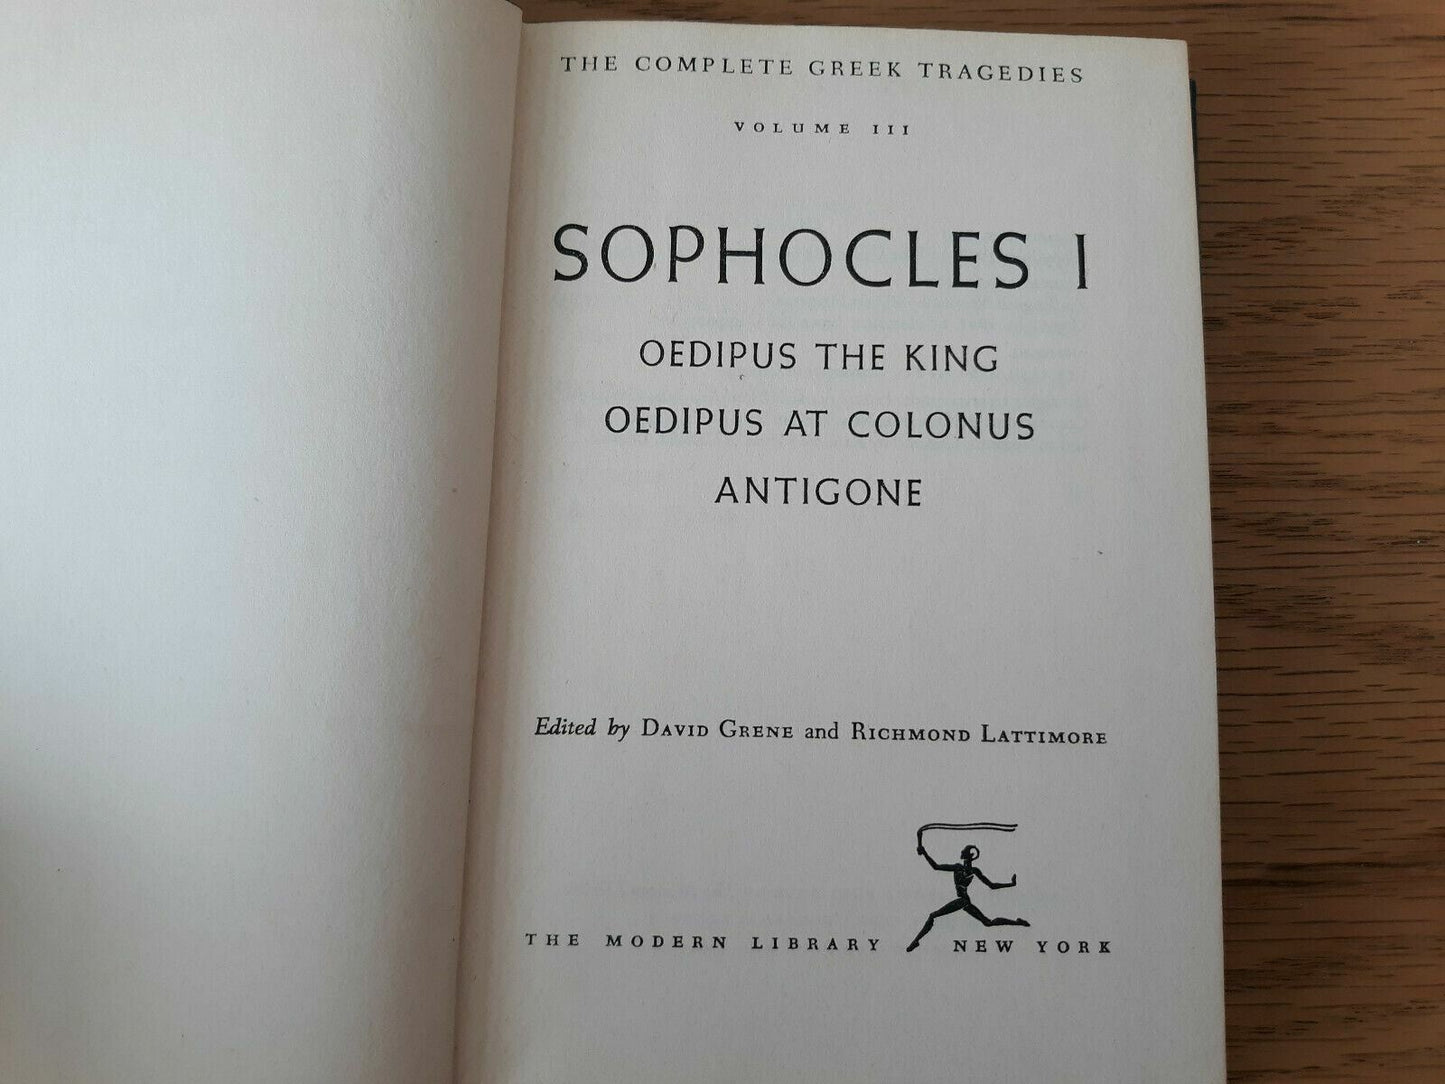 THE COMPLETE GREEK TRAGEDIES
VOLUME III
SOPHOCLES I
OEDIPUS THE KING
OEDIPUS AT COLONUS
ANTIGONE
Edited by DAVID GRENE and RICHMOND LATTIMORE
THE MODERN LIBRARY NEW YORK